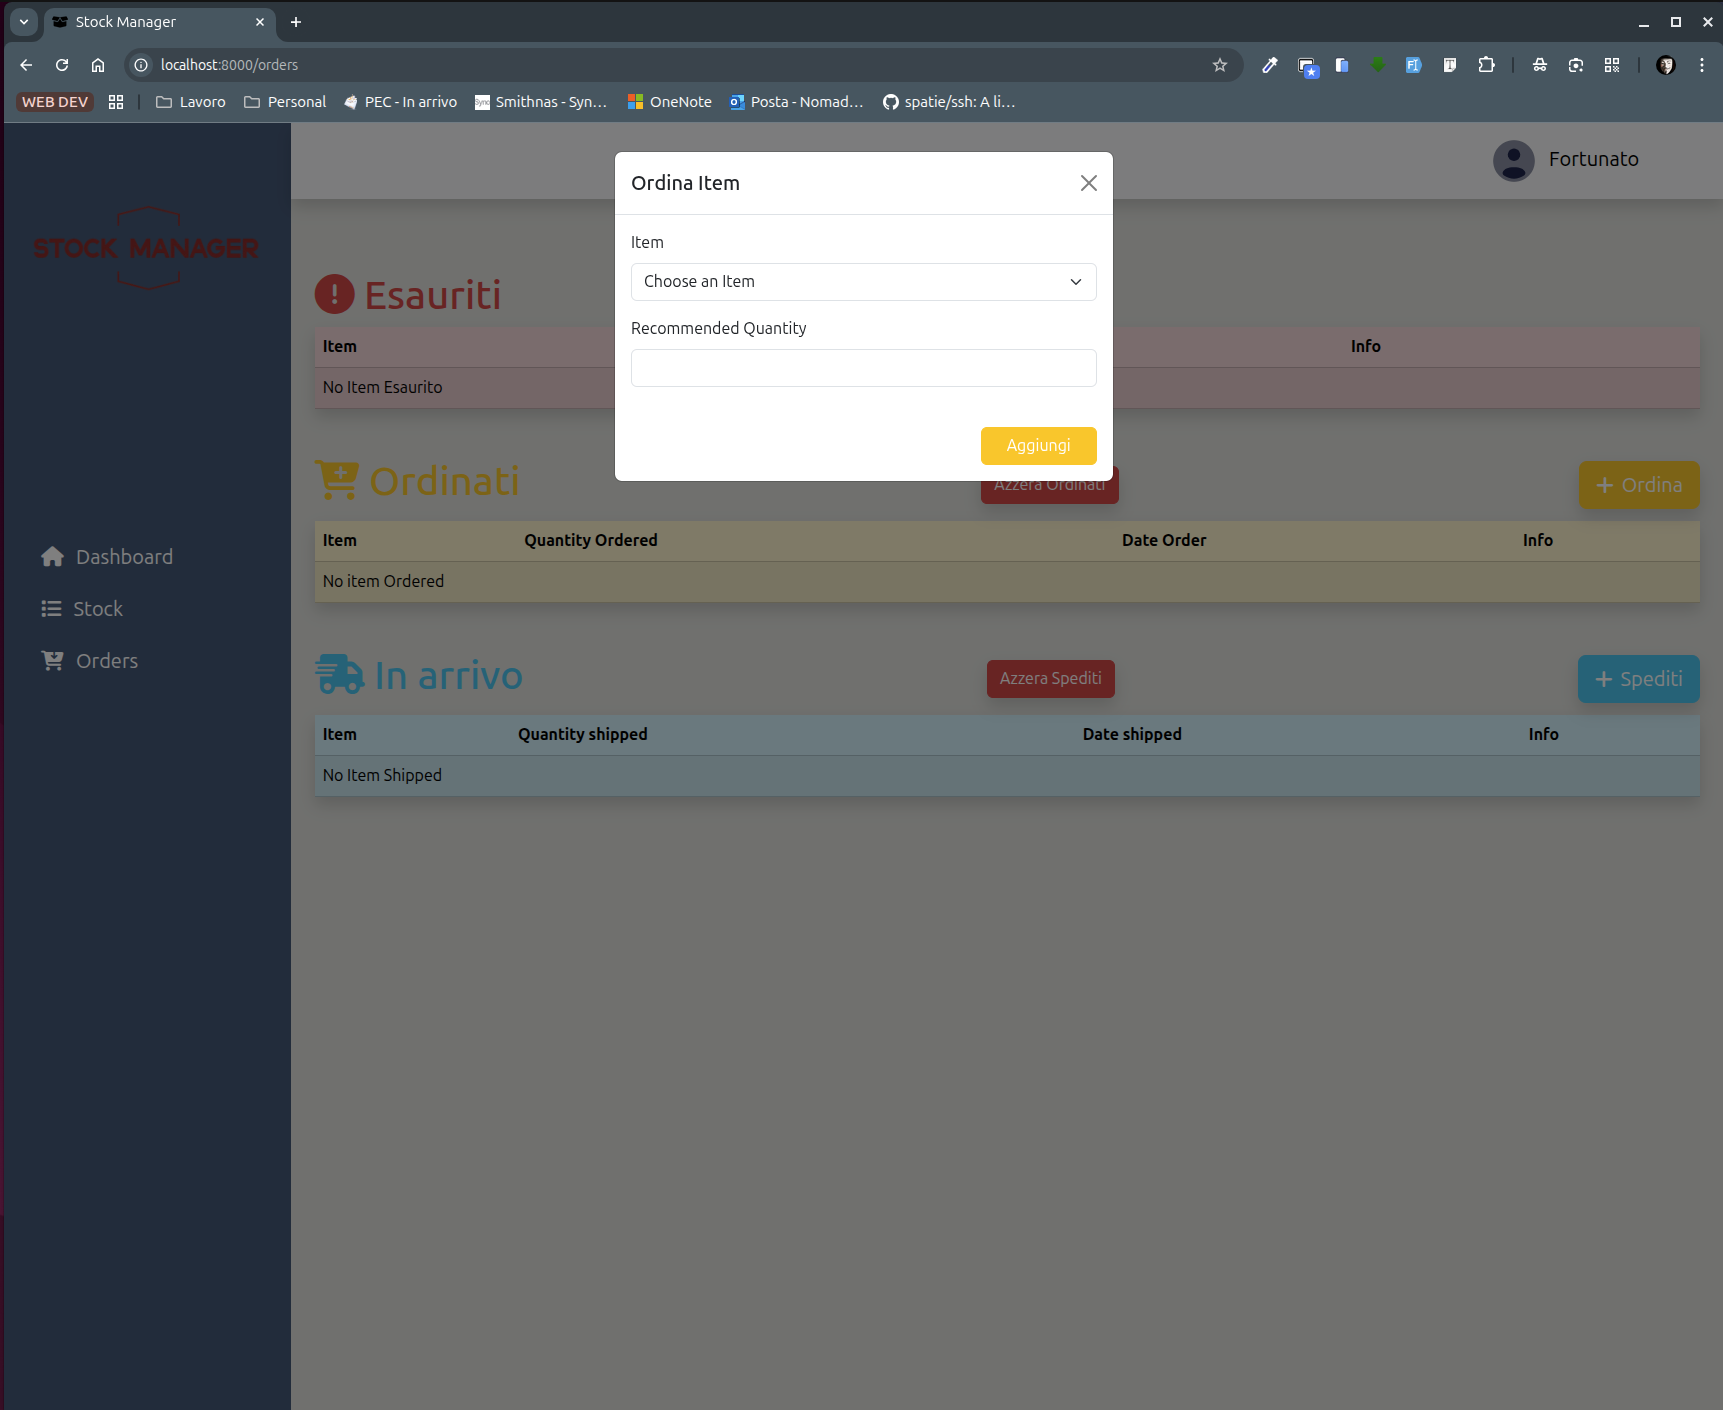 Stock Manager
localhost:8000/orders
WEB DEV
Lavoro
Personal
PEC - In arrivo
Smithnas - Syn...
OneNote
Posta - Nomad...
spatie/ssh: A li...
Fortunato
STOCK MANAGER
Dashboard
Stock
Orders
Ordina Item
Item
Choose an Item
Recommended Quantity
Aggiungi
Esauriti
Item Info
No Item Esaurito
Ordinati
Azzera Ordinati
Ordina
Item Quantity Ordered Date Order Info
No item Ordered
In arrivo
Azzera Spediti
Spediti
Item Quantity shipped Date shipped Info
No Item Shipped